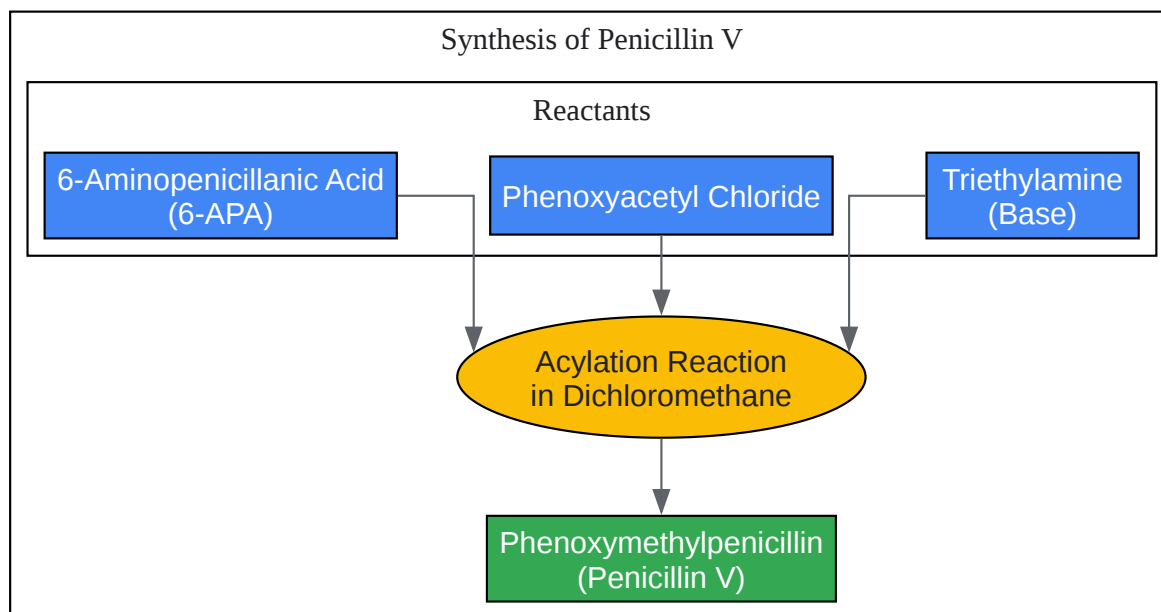 Synthesis of Penicillin V
Reactants
6-Aminopenicillanic Acid
(6-APA)
Phenoxyacetyl Chloride
Triethylamine
(Base)
Acylation Reaction
in Dichloromethane
Phenoxymethylpenicillin
(Penicillin V)